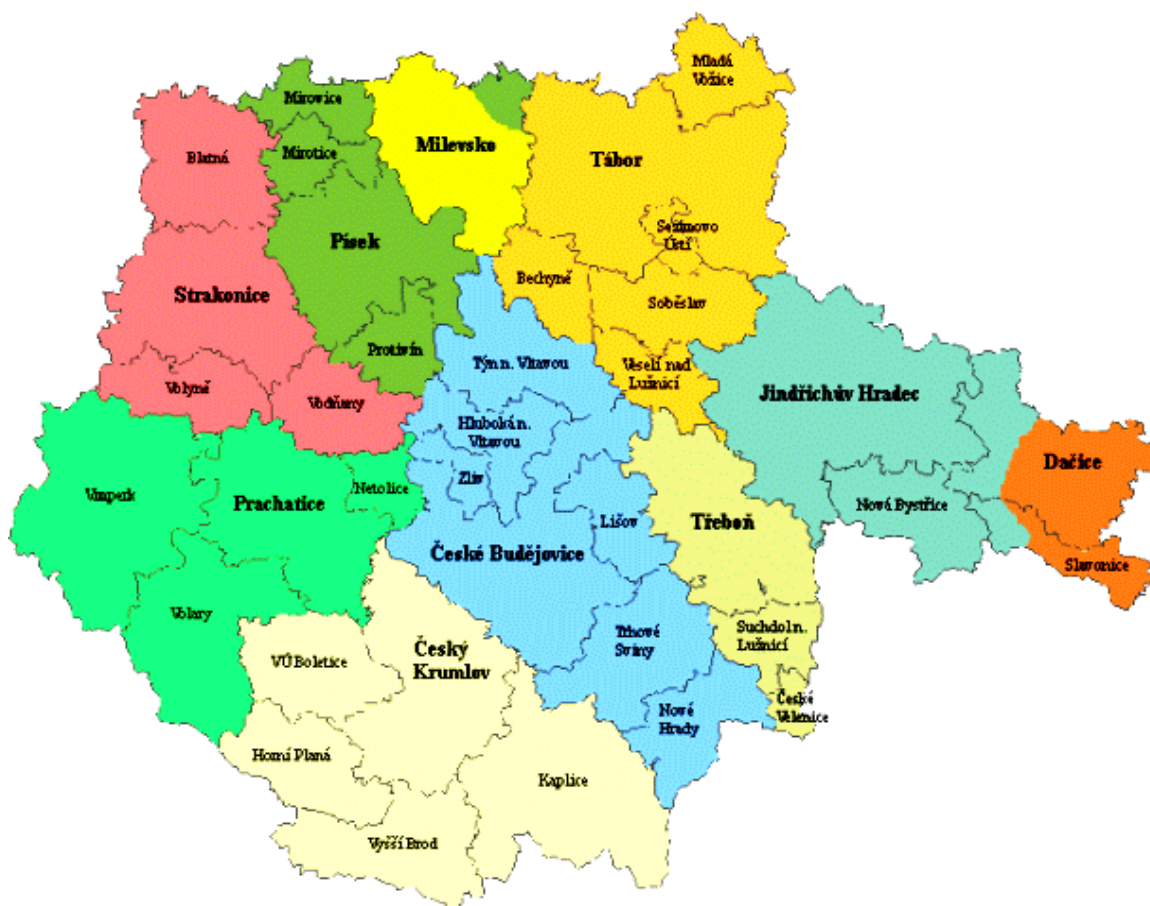 Mladá
Vožice
Mirovice
Milevsko
Blatná
Mirotice
Tábor
Sezimovo
Ústí
Písek
Bechyně
Strakonice
Soběslav
Protivín
Týn n. Vltavou
Veselí nad
Lužnicí
Volyně
Vodňany
Jindřichův Hradec
Hluboká n.
Vltavou
Dačice
Vimperk
Prachatice
Netolice
Zliv
Nová Bystřice
Lišov
Třeboň
České Budějovice
Slavonice
Volary
Trhové
Sviny
Suchdol n.
Lužnicí
VÚ Boletice
Český
Krumlov
České
Velenice
Nové
Hrady
Horní Planá
Kaplice
Vyšší Brod